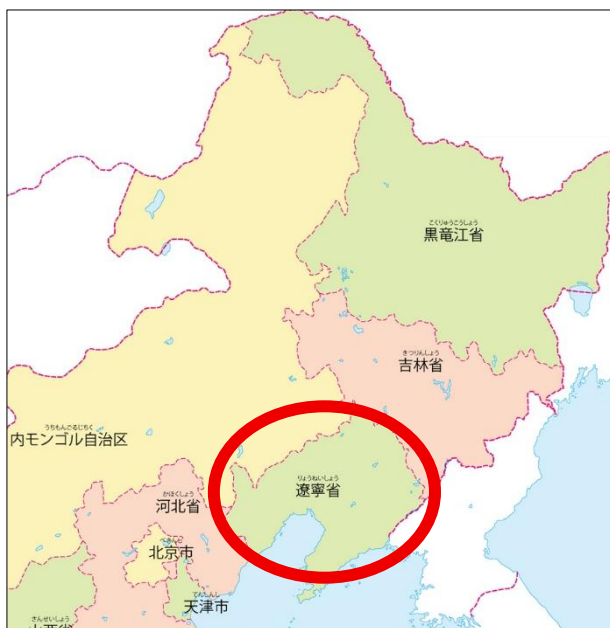 こくりゅうこうしょう
黒竜江省
きつりんしょう
吉林省
うちもんごるじちく
内モンゴル自治区
りょうねいしょう
遼寧省
かほくしょう
河北省
北京市
てんしんし
天津市
さんせいしょう